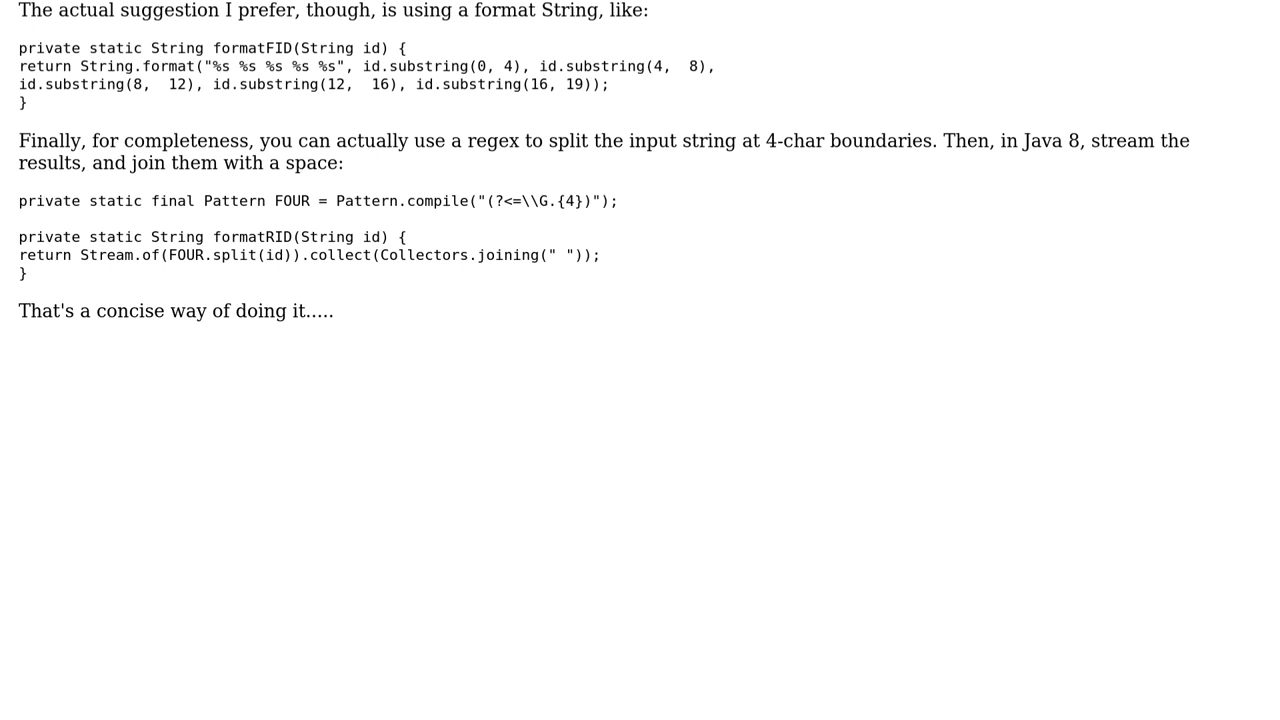 The actual suggestion I prefer, though, is using a format String, like:
private static String formatFID(String id) {
return String.format("%s %s %s %s %s", id.substring(0, 4), id.substring(4,  8),
id.substring(8,  12), id.substring(12,  16), id.substring(16, 19));
}
Finally, for completeness, you can actually use a regex to split the input string at 4-char boundaries. Then, in Java 8, stream the
results, and join them with a space:
private static final Pattern FOUR = Pattern.compile("(?<=\\G.{4})");
private static String formatRID(String id) {
return Stream.of(FOUR.split(id)).collect(Collectors.joining(" "));
}
That's a concise way of doing it.....